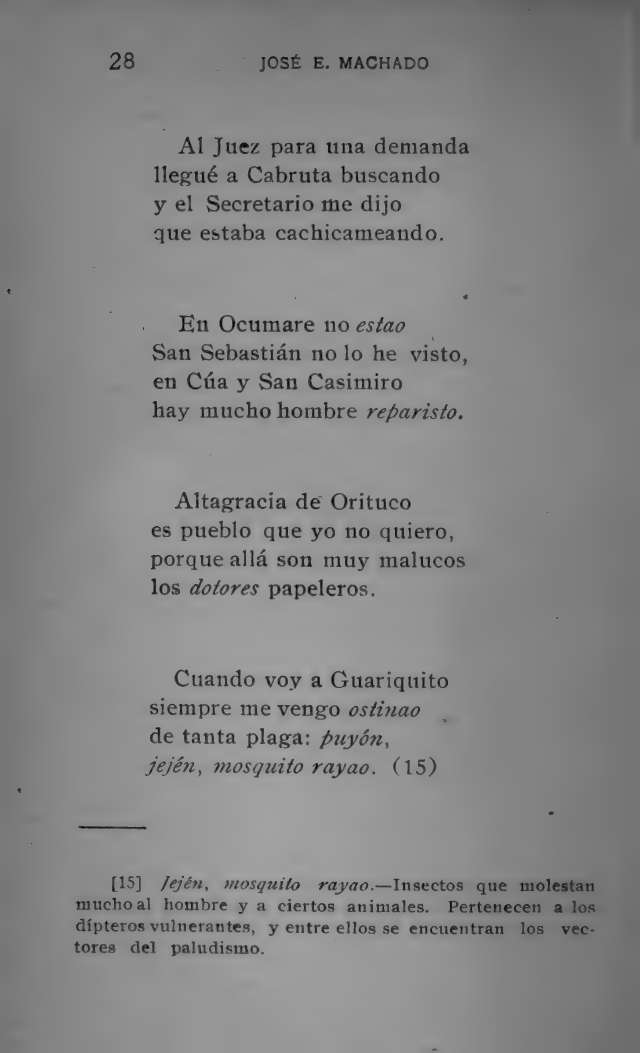 28 JOSÉ E. MACHADO
Al Juez para una demanda
llegué a Cabruta buscando
y el Secretario me dijo
que estaba cachicameando.
En Ocumare no estao
San Sebastián no lo he visto,
en Cúa y San Casimiro
hay mucho hombre reparisto.
Altagracia de Orituco
es pueblo que yo no quiero,
porque allá son muy malucos
los dotores papeleros.
Cuando voy a Guariquito
siempre me vengo ostinao
de tanta plaga: puyón,
jején, mosquito rayao. (15)
[15] Jején, mosquito rayao.—Insectos que molestan
mucho al hombre y a ciertos animales. Pertenecen a los
dípteros vulnerantes, y entre ellos se encuentran los vec-
tores del paludismo.